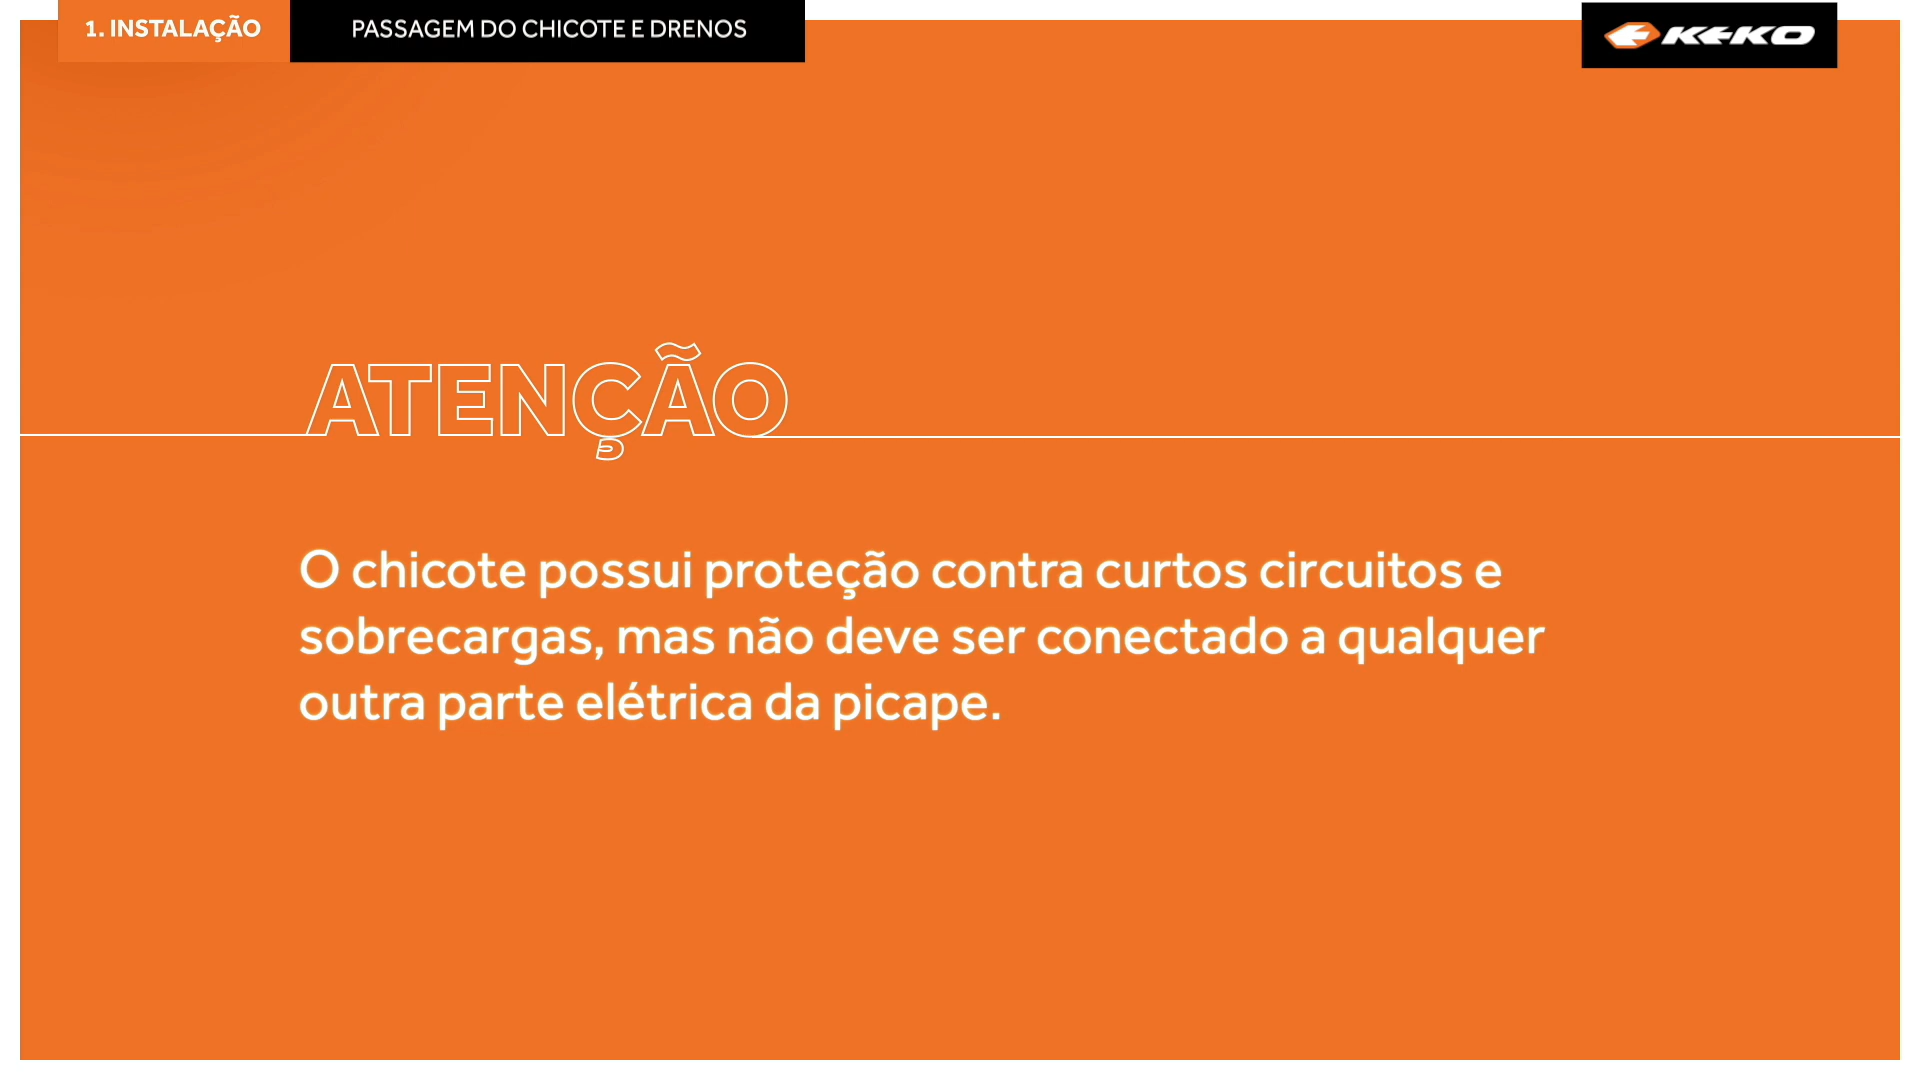 1. INSTALAÇÃO
PASSAGEM DO CHICOTE E DRENOS
KEKO
ATENÇÃO
O chicote possui proteção contra curtos circuitos e
sobrecargas, mas não deve ser conectado a qualquer
outra parte elétrica da picape.